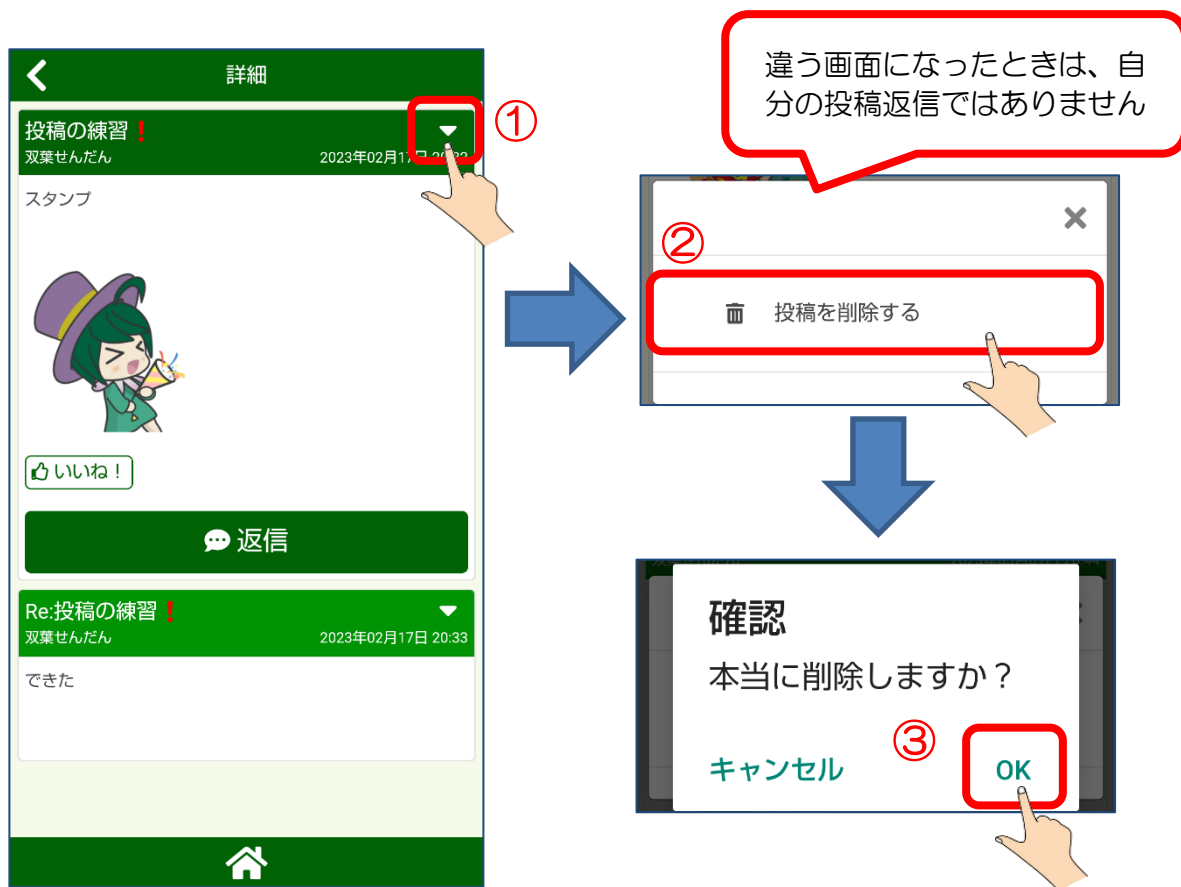 詳細
投稿の練習❗
双葉せんだん 2023年02月17日
スタンプ
いいね！
返信
Re:投稿の練習❗
双葉せんだん 2023年02月17日 20:33
できた
①
違う画面になったときは、自
分の投稿返信ではありません
②
投稿を削除する
確認
本当に削除しますか？
③
キャンセル OK